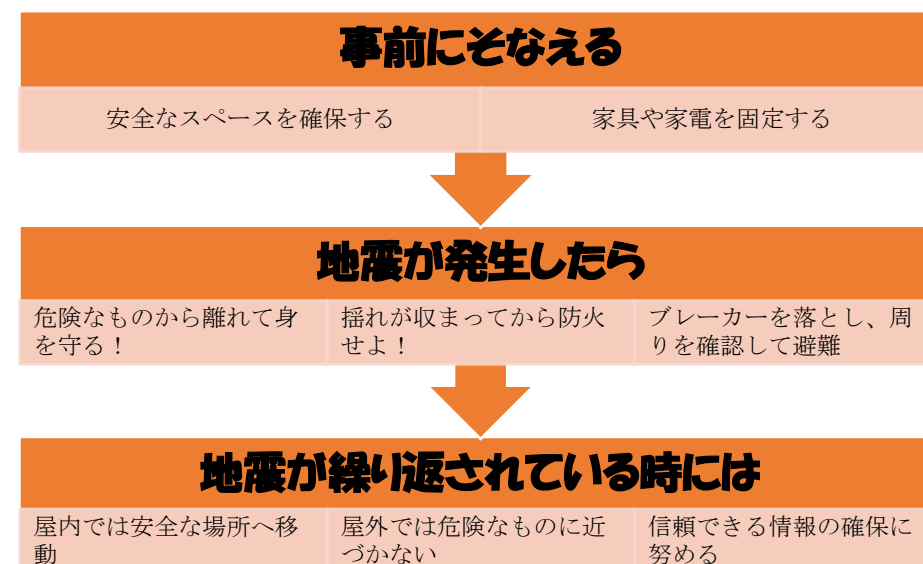 事前にそなえる
安全なスペースを確保する
家具や家電を固定する
地震が発生したら
危険なものから離れて身
を守る！
揺れが収まってから防火
せよ！
ブレーカーを落とし、周
りを確認して避難
地震が繰り返されている時には
屋内では安全な場所へ移
動
屋外では危険なものに近
づかない
信頼できる情報の確保に
努める